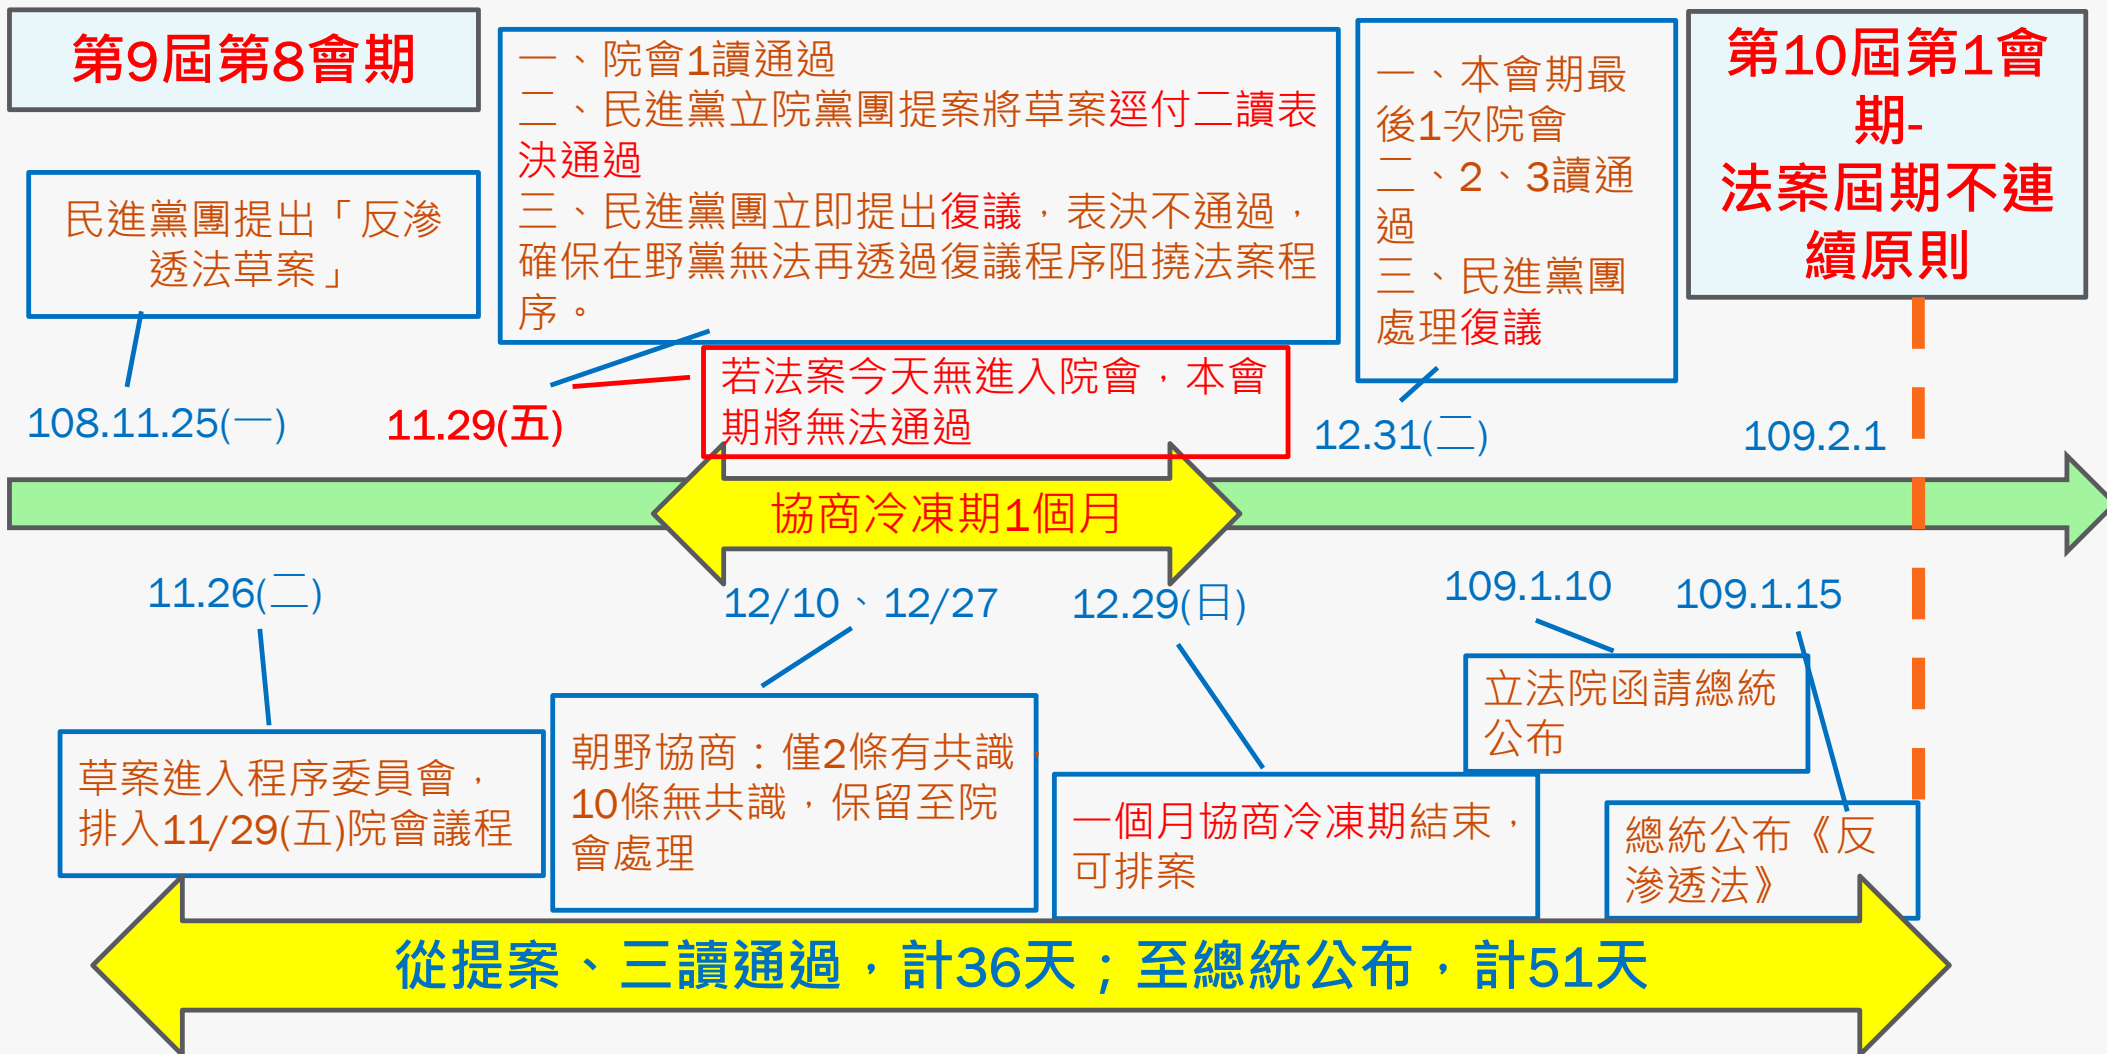 第9屆第8會期
一、院會1讀通過
二、民進黨立院黨團提案將草案逕付二讀表
決通過
三、民進黨團立即提出復議，表決不通過，
確保在野黨無法再透過復議程序阻撓法案程
序。
一、本會期最
後1次院會
二、2、3讀通
過
三、民進黨團
處理復議
第10屆第1會
期-
法案屆期不連
續原則
民進黨團提出「反滲
透法草案」
若法案今天無進入院會，本會
期將無法通過
108.11.25(一)
11.29(五)
12.31(二)
109.2.1
協商冷凍期1個月
11.26(二)
12/10、12/27
12.29(日)
109.1.10
109.1.15
草案進入程序委員會，
排入11/29(五)院會議程
朝野協商：僅2條有共識，
10條無共識，保留至院
會處理
一個月協商冷凍期結束，
可排案
立法院函請總統
公布
總統公布《反
滲透法》
從提案、三讀通過，計36天；至總統公布，計51天